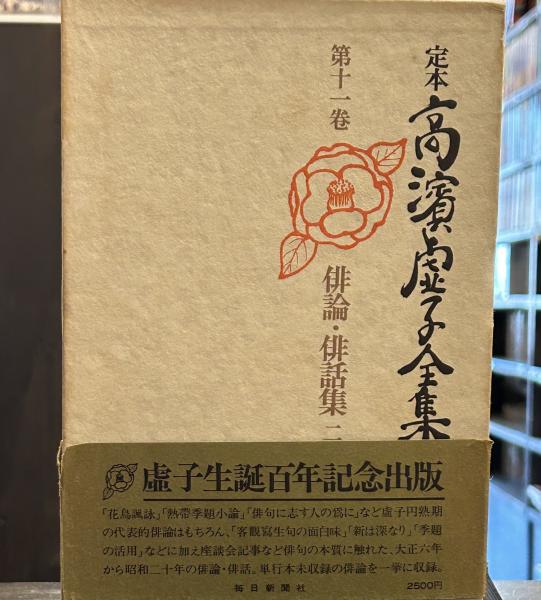 定本 高濱虚子全集
第十一巻
俳論・俳話集 二
虚子生誕百年記念出版
「花鳥諷詠」「熱帯季題小論」「俳句に志す人の爲に」など虚子円熟期
の代表的俳論はもちろん、「客觀寫生句の面白味」「新は深なり」「季題
の活用」などに加え座談会記事など俳句の本質に触れた、大正六年
から昭和二十年の俳論・俳話。単行本未収録の俳論を一挙に収録。
毎日新聞社
2500円